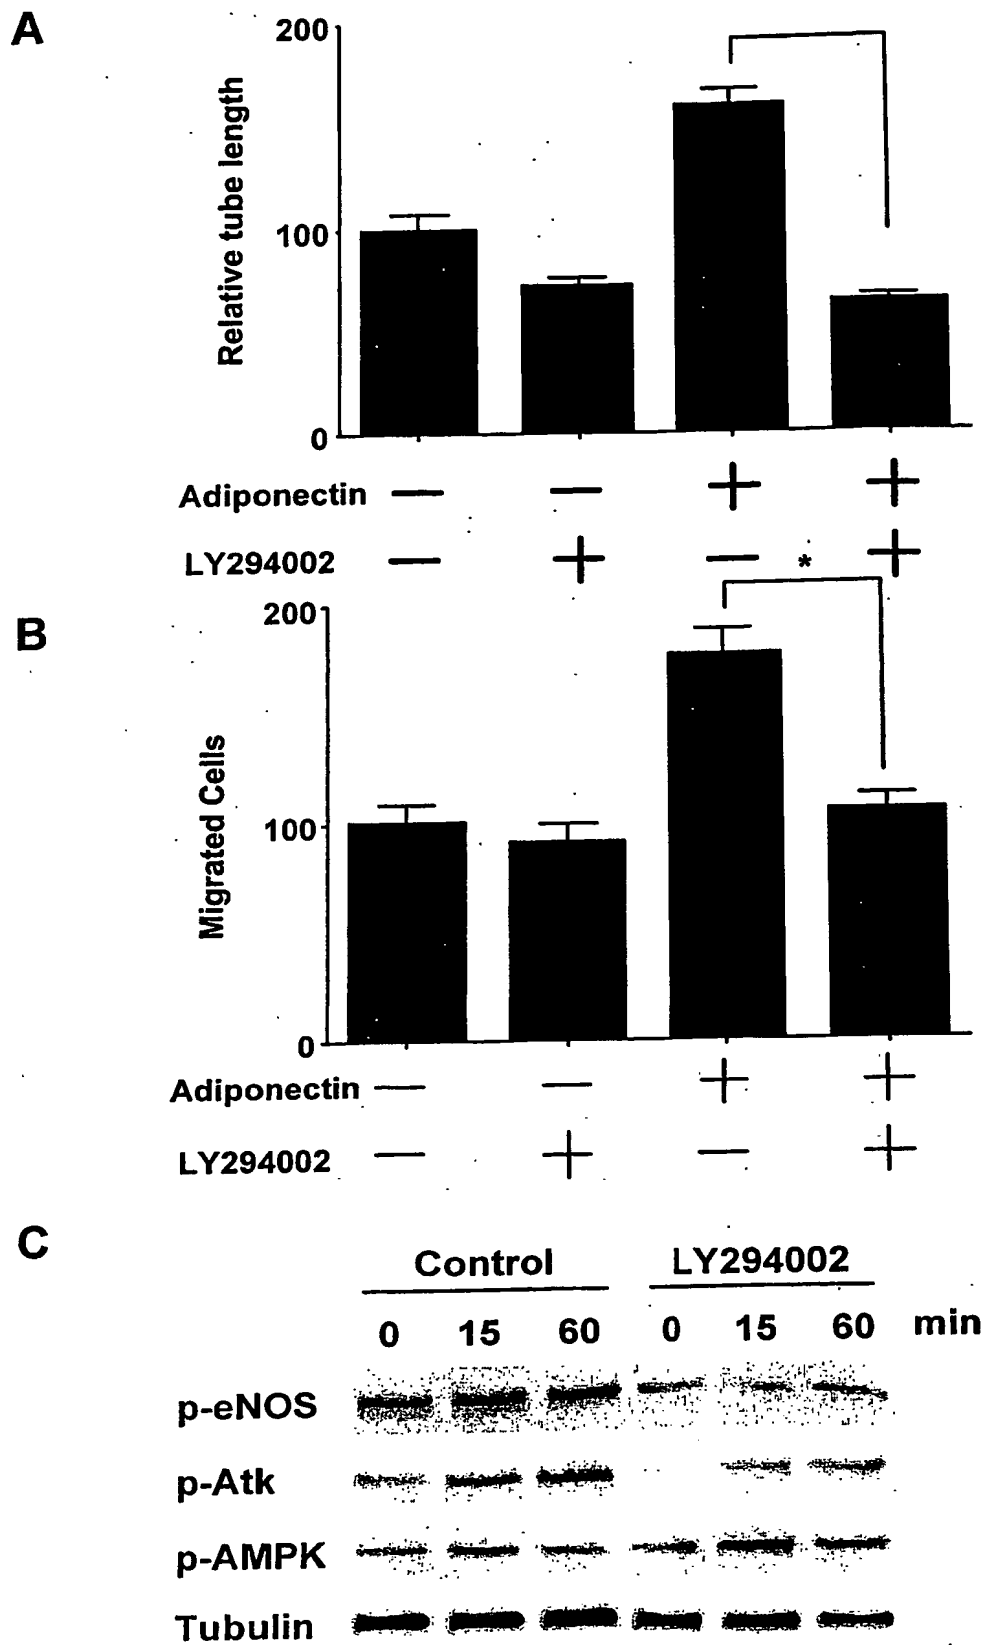 A
200
Relative tube length
100
0
Adiponectin — — + +
LY294002 — + — +
*
B
200
Migrated Cells
100
0
Adiponectin — — + +
LY294002 — + — +
C
Control LY294002
0 15 60 0 15 60 min
p-eNOS
p-Atk
p-AMPK
Tubulin